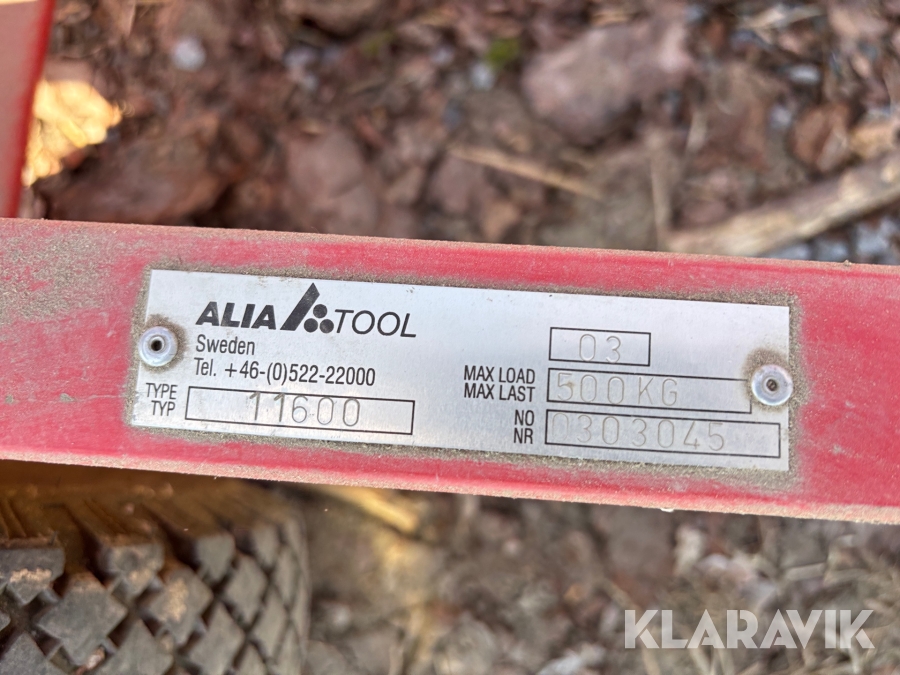 ALIA TOOL
Sweden
Tel. +46-(0)522-22000
TYPE
TYP
11600
03
MAX LOAD
MAX LAST
500KG
NO
NR
0303045
KLARAVIK